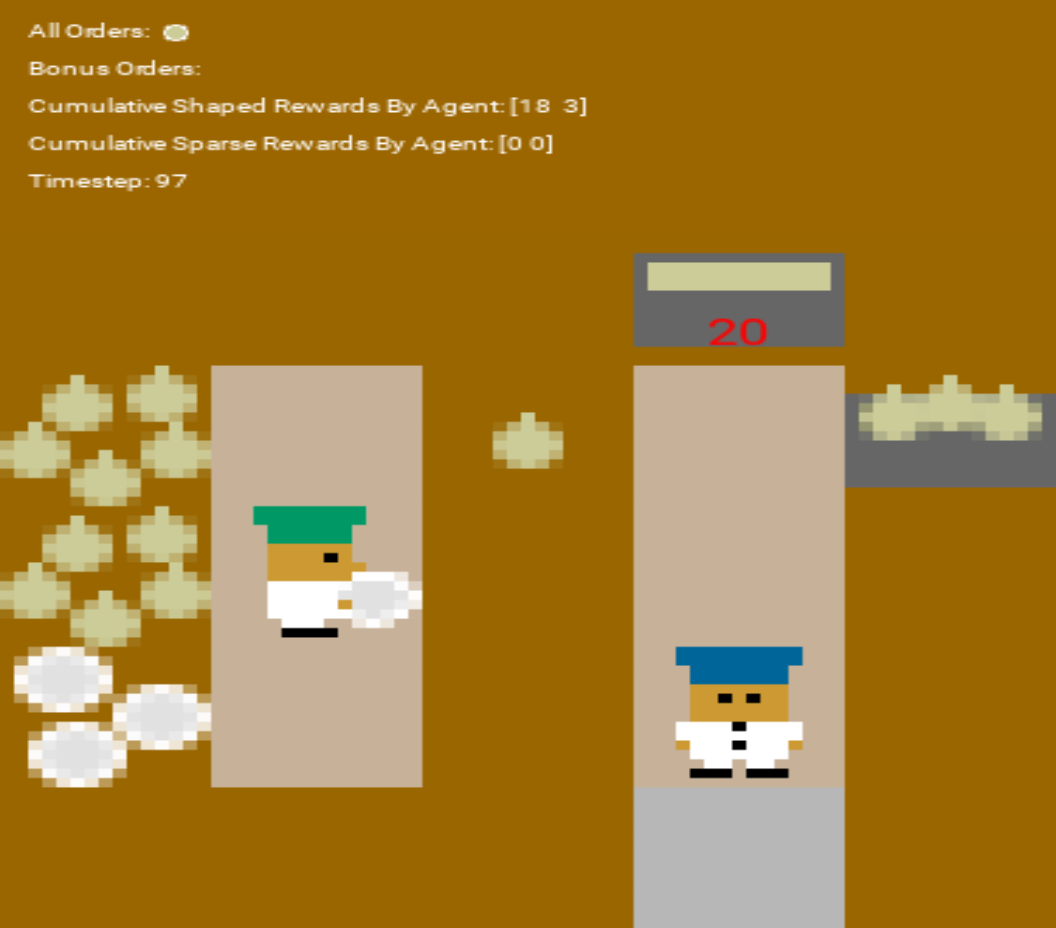 All Orders:
Bonus Orders:
Cumulative Shaped Rewards By Agent: [18 3]
Cumulative Sparse Rewards By Agent: [0 0]
Timestep: 97
20